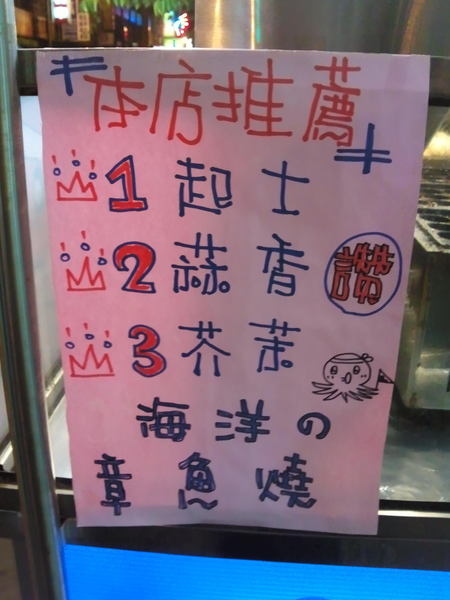 本店推薦
1 起士
2 蒜香
讚
3 芥茉
海洋の
章魚燒